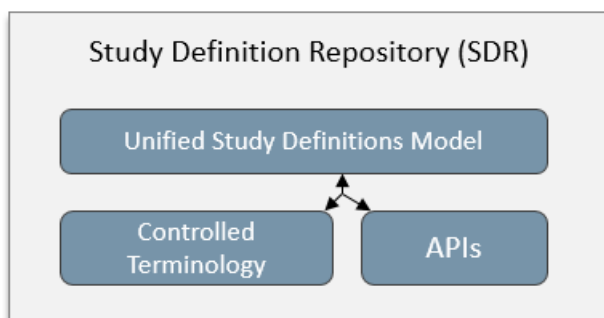 Study Definition Repository (SDR)
Unified Study Definitions Model
Controlled
Terminology
APIs